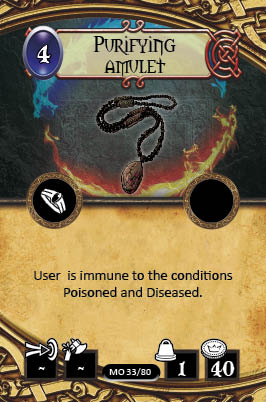 4
PURIFYING
AMULET
User is immune to the conditions
Poisoned and Diseased.
~ ~ MO 33/80 1 40